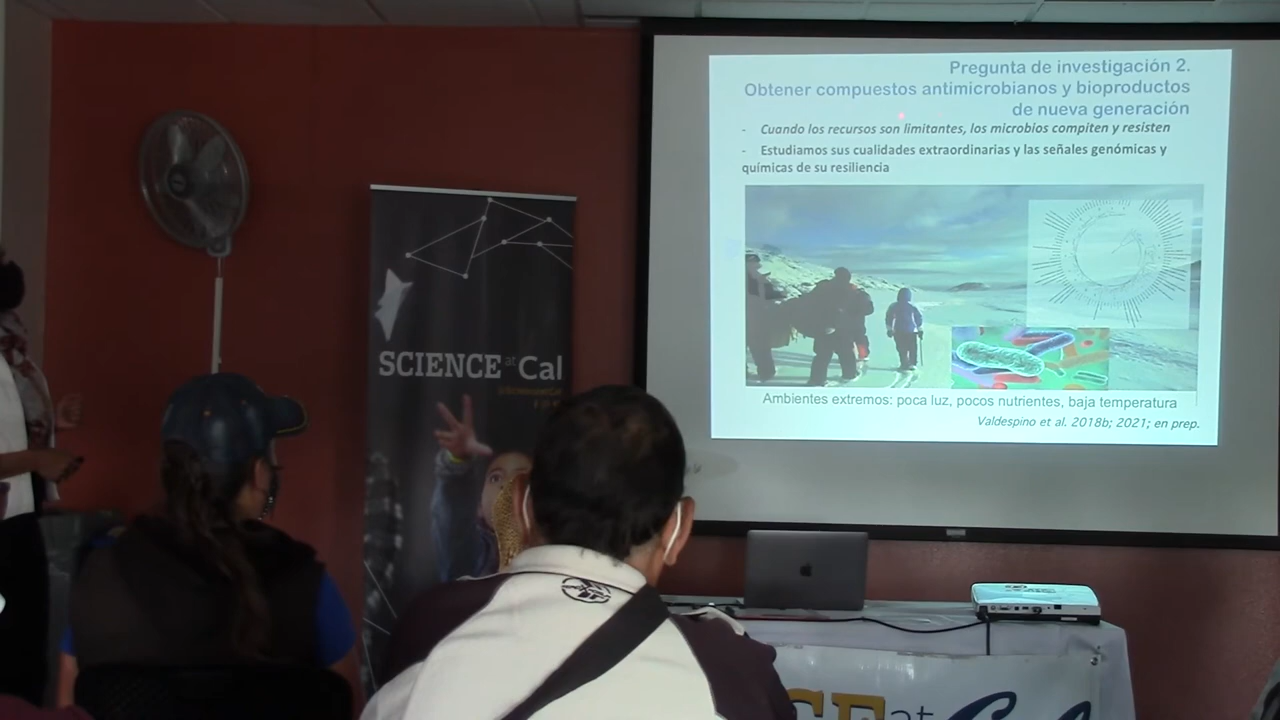 Pregunta de investigación 2.
Obtener compuestos antimicrobianos y bioproductos
de nueva generación
- Cuando los recursos son limitantes, los microbios compiten y resisten
- Estudiamos sus cualidades extraordinarias y las señales genómicas y
químicas de su resiliencia
Ambientes extremos: poca luz, pocos nutrientes, baja temperatura
Valdespino et al. 2018b; 2021; en prep.
SCIENCE at Cal
at Cal